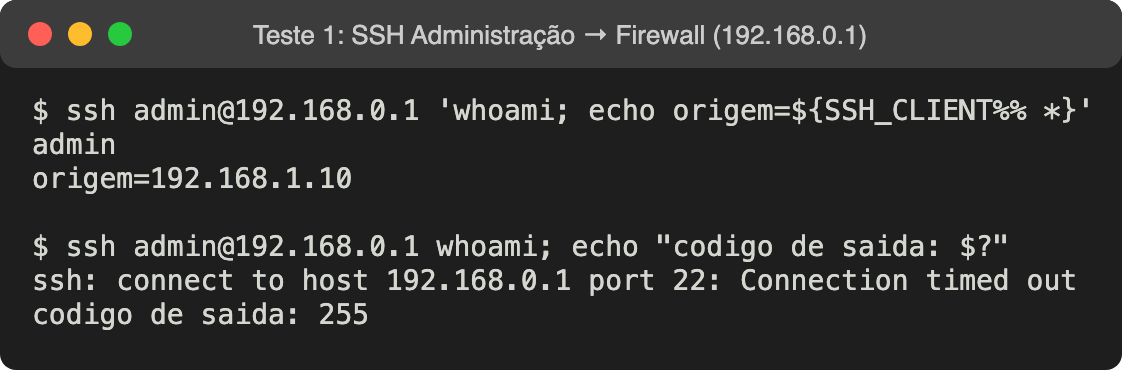 Teste 1: SSH Administração → Firewall (192.168.0.1)
$ ssh admin@192.168.0.1 'whoami; echo origem=${SSH_CLIENT%% *}'
admin
origem=192.168.1.10
$ ssh admin@192.168.0.1 whoami; echo "codigo de saida: $?"
ssh: connect to host 192.168.0.1 port 22: Connection timed out
codigo de saida: 255